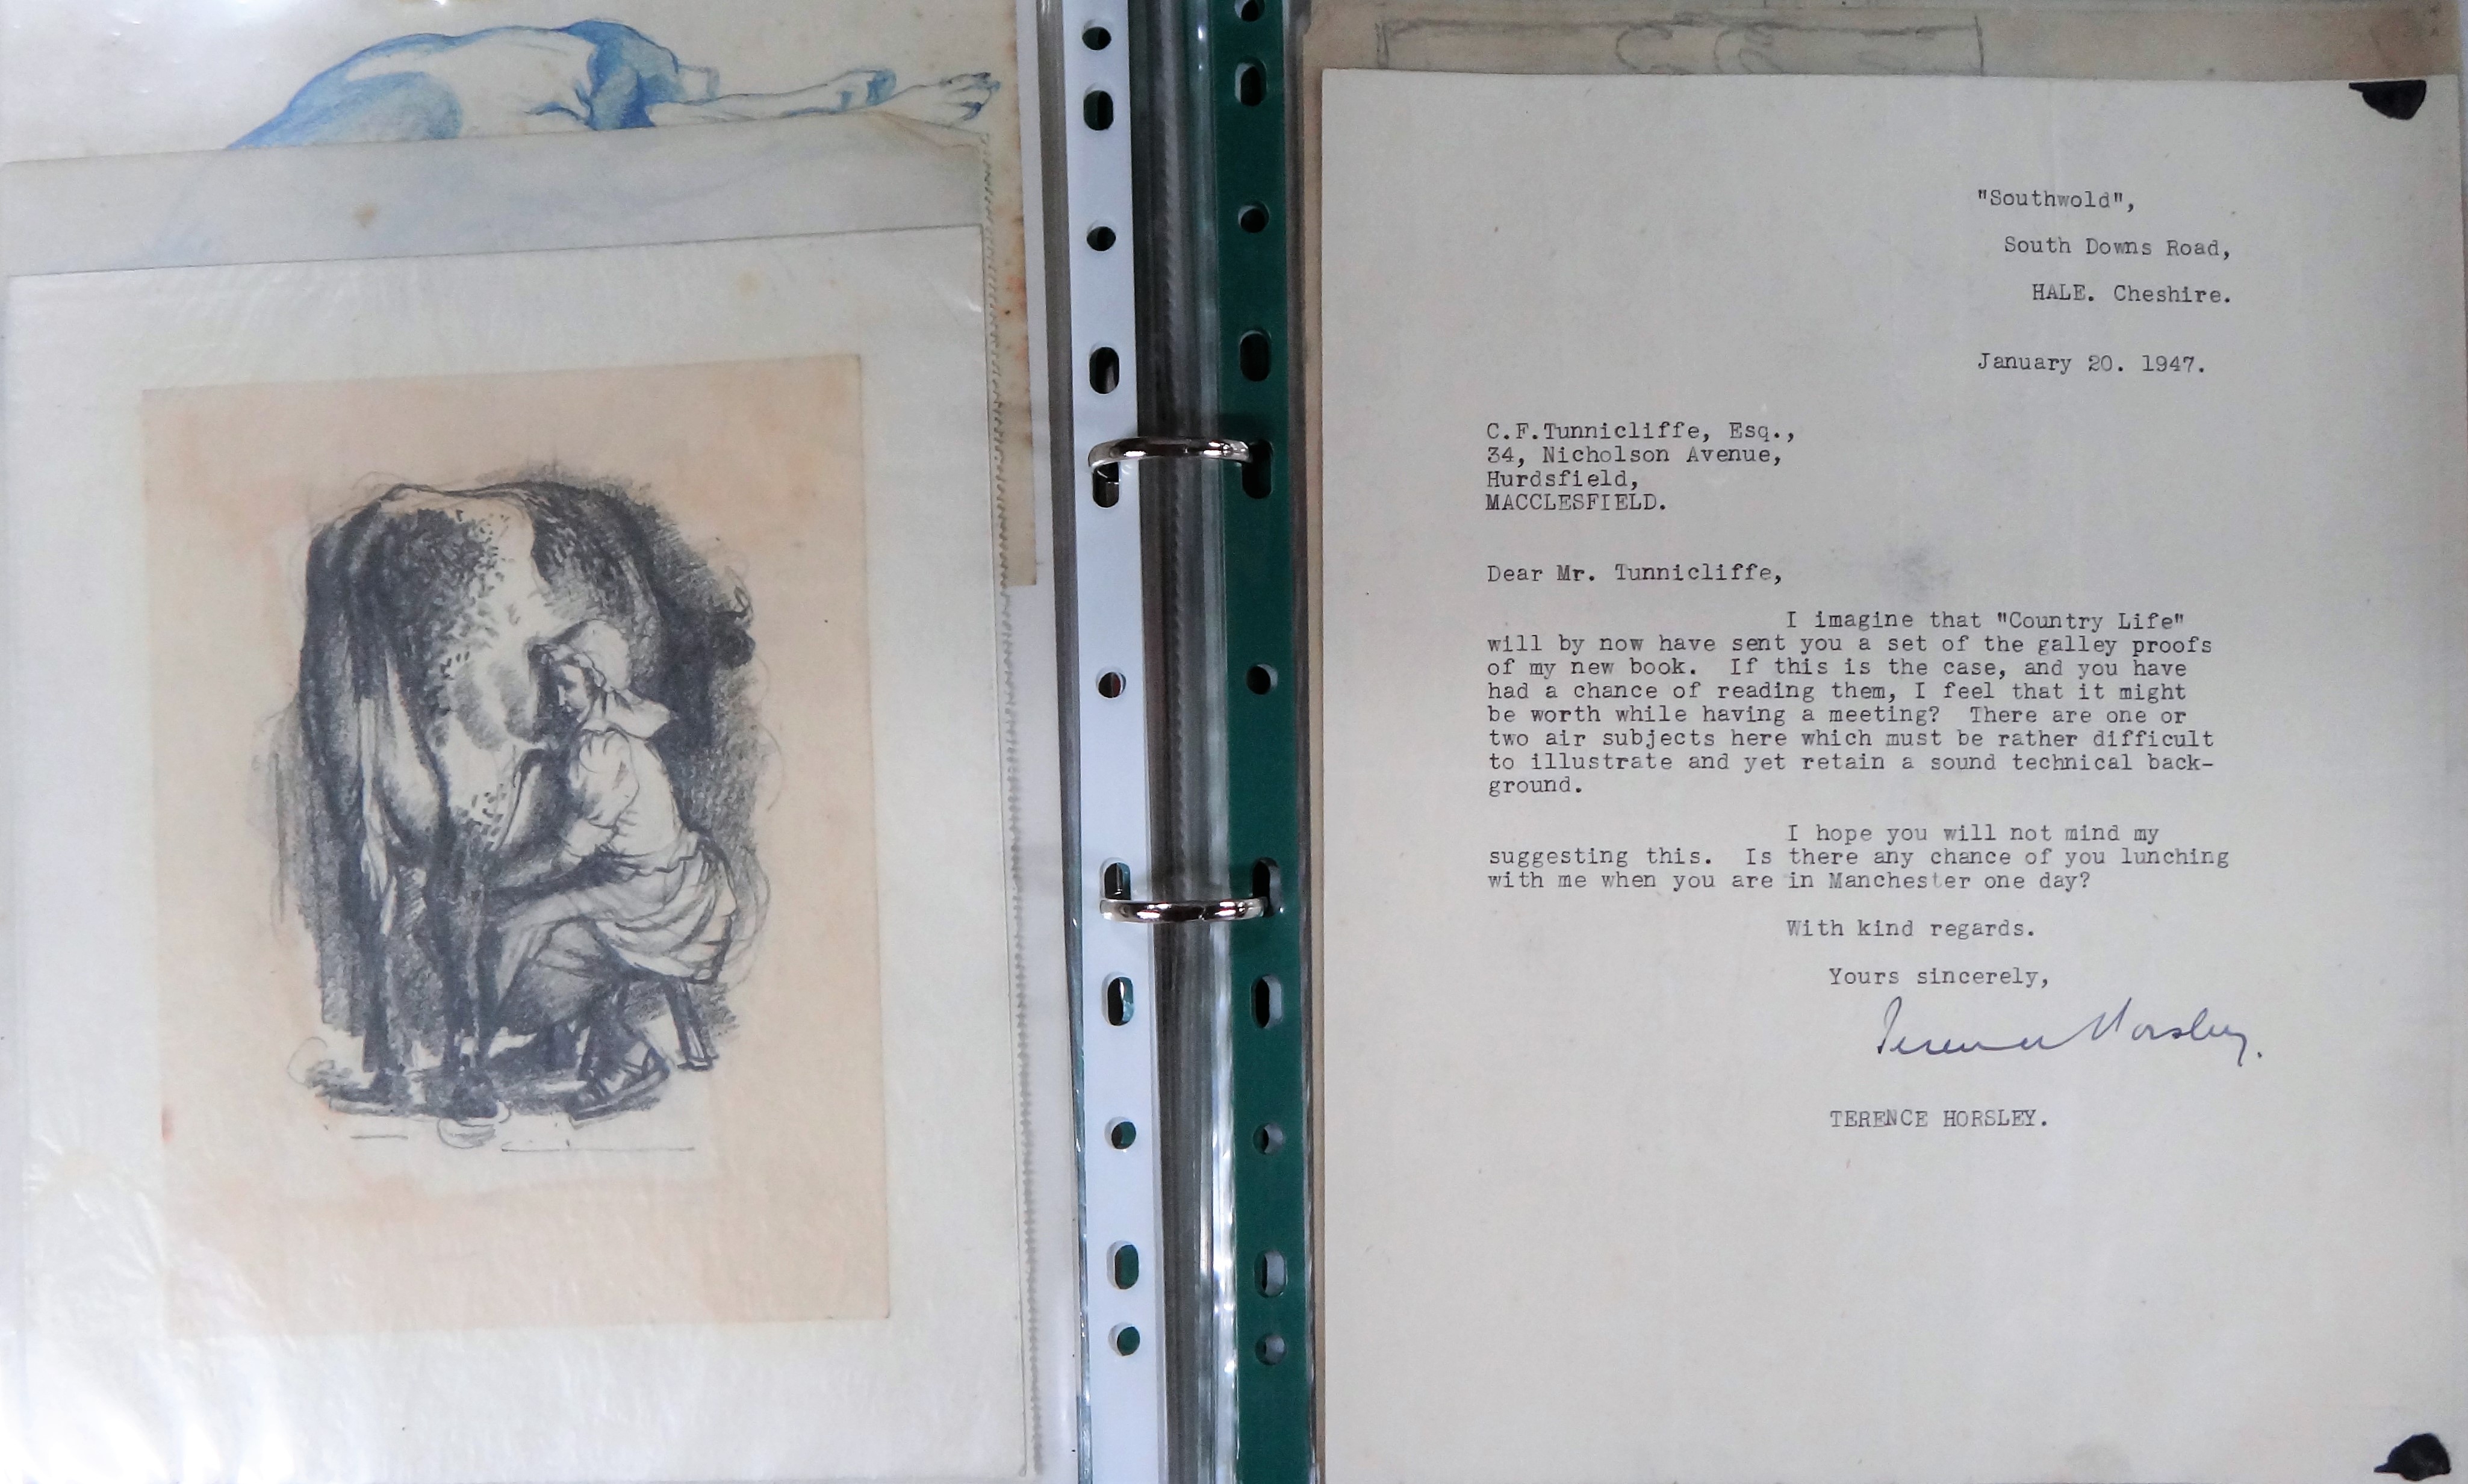 "Southwold",
South Downs Road,
HALE. Cheshire.
January 20. 1947.
C.F.Tunnicliffe, Esq.,
34, Nicholson Avenue,
Hurdsfield,
MACCLESFIELD.
Dear Mr. Tunnicliffe,
I imagine that "Country Life"
will by now have sent you a set of the galley proofs
of my new book. If this is the case, and you have
had a chance of reading them, I feel that it might
be worth while having a meeting? There are one or
two air subjects here which must be rather difficult
to illustrate and yet retain a sound technical back-
ground.
I hope you will not mind my
suggesting this. Is there any chance of you lunching
with me when you are in Manchester one day?
With kind regards.
Yours sincerely,
Terence Horsley.
TERENCE HORSLEY.